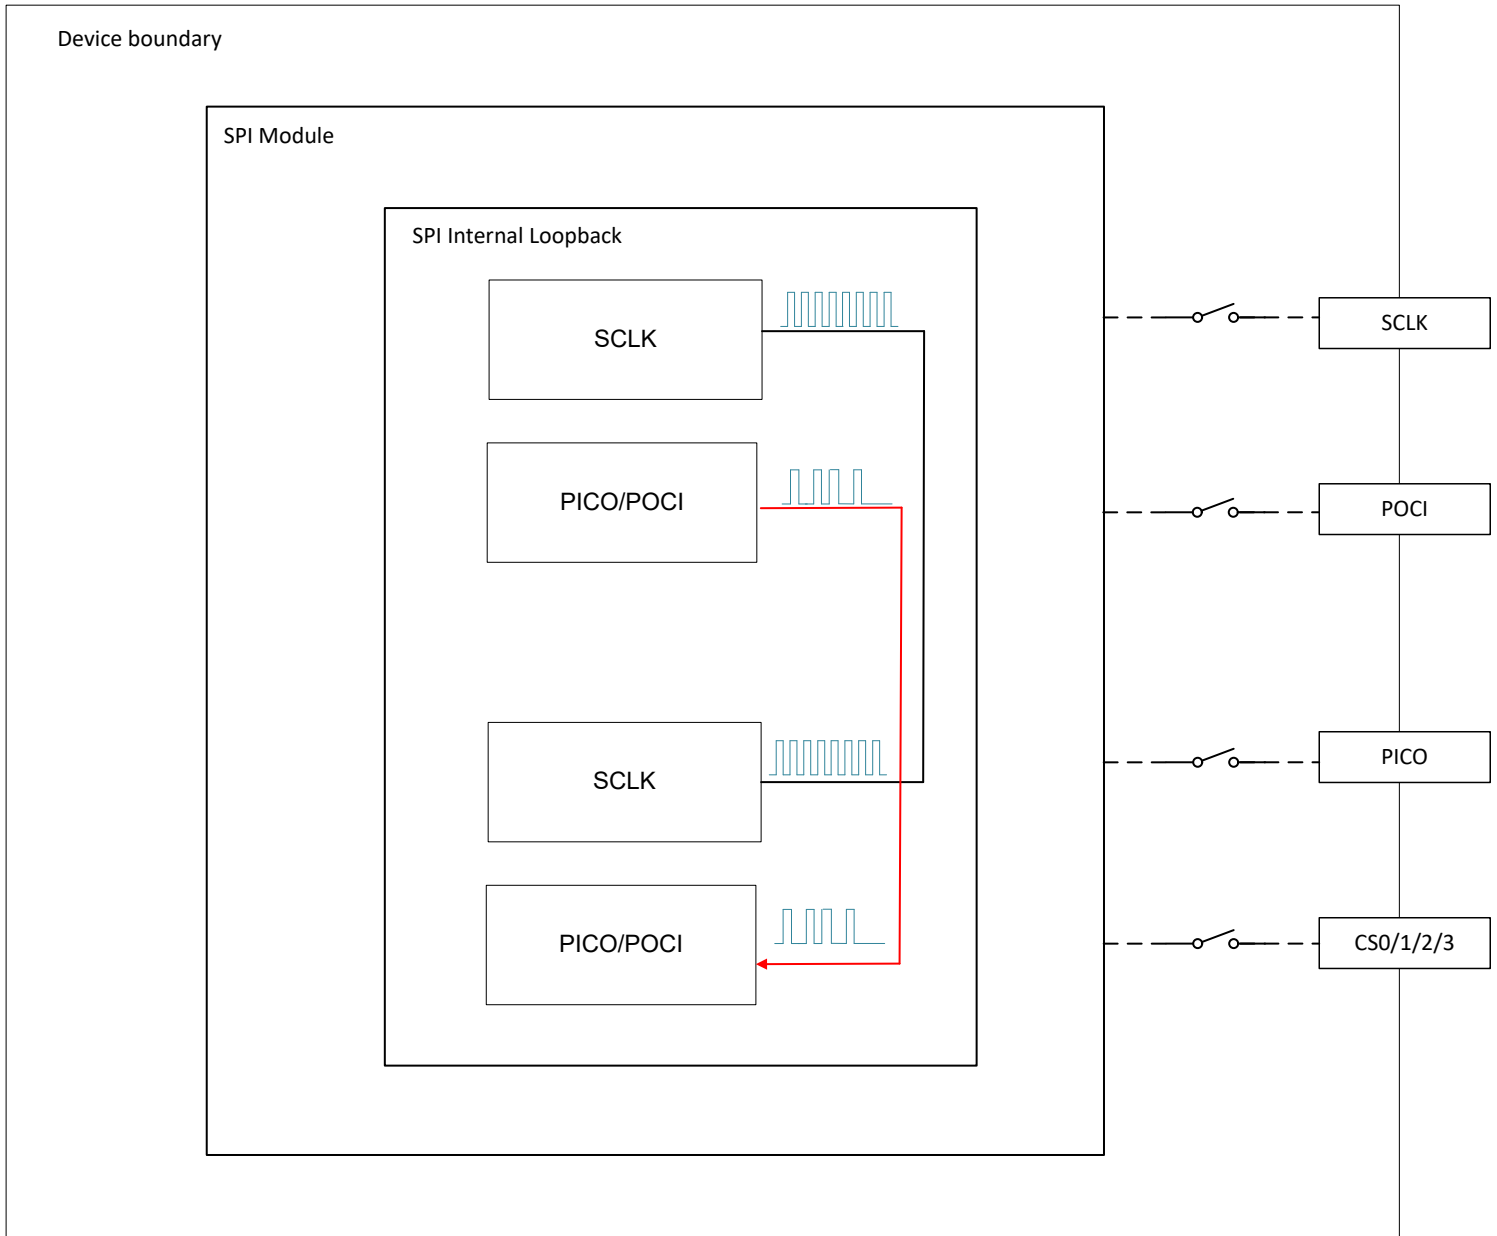 Device boundary
SPI Module
SPI Internal Loopback
SCLK
SCLK
PICO/POCI
POCI
SCLK
PICO
PICO/POCI
CS0/1/2/3